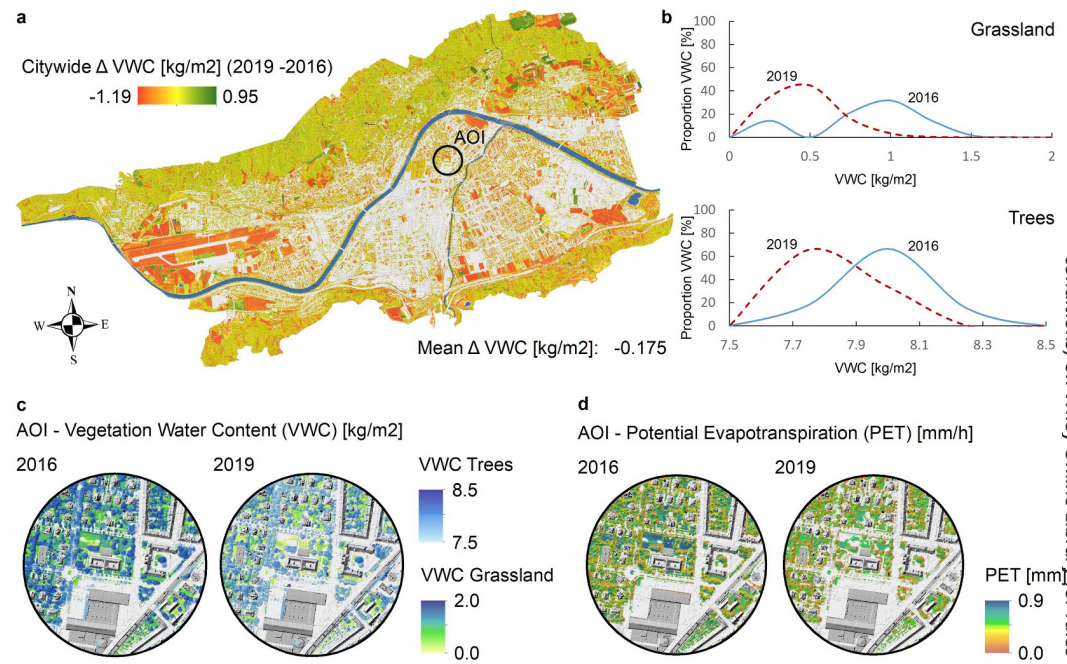 a
Citywide Δ VWC [kg/m2] (2019 -2016)
-1.19
0.95
AOI
N
W
E
S
Mean Δ VWC [kg/m2]: -0.175
b
Grassland
Proportion VWC [%]
100
80
60
40
20
0
2019
2016
0
0.5
1
1.5
2
VWC [kg/m2]
Trees
Proportion VWC [%]
100
80
60
40
20
0
2019
2016
7.5
7.7
7.9
8.1
8.3
8.5
VWC [kg/m2]
c
AOI - Vegetation Water Content (VWC) [kg/m2]
2016
2019
VWC Trees
8.5
7.5
VWC Grassland
2.0
0.0
d
AOI - Potential Evapotranspiration (PET) [mm/h]
2016
2019
PET [mm]
0.9
0.0